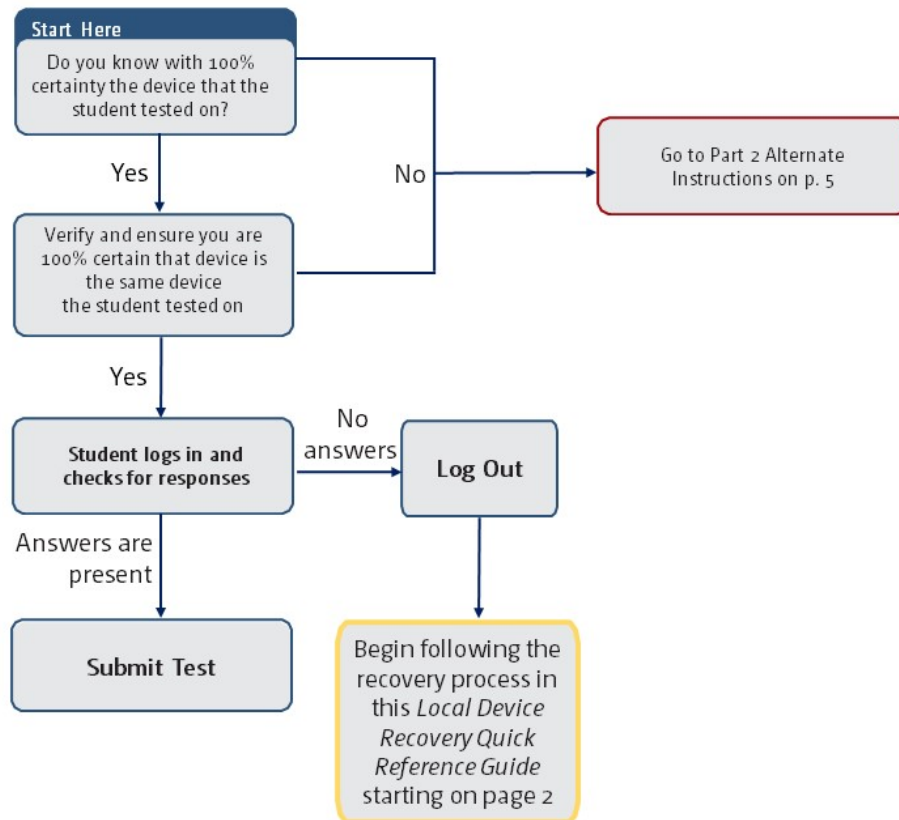 Start Here
Do you know with 100%
certainty the device that the
student tested on?
Yes
No
Go to Part 2 Alternate
Instructions on p. 5
Verify and ensure you are
100% certain that device is
the same device
the student tested on
Yes
Student logs in and
checks for responses
No
answers
Log Out
Answers are
present
Submit Test
Begin following the
recovery process in
this Local Device
Recovery Quick
Reference Guide
starting on page 2